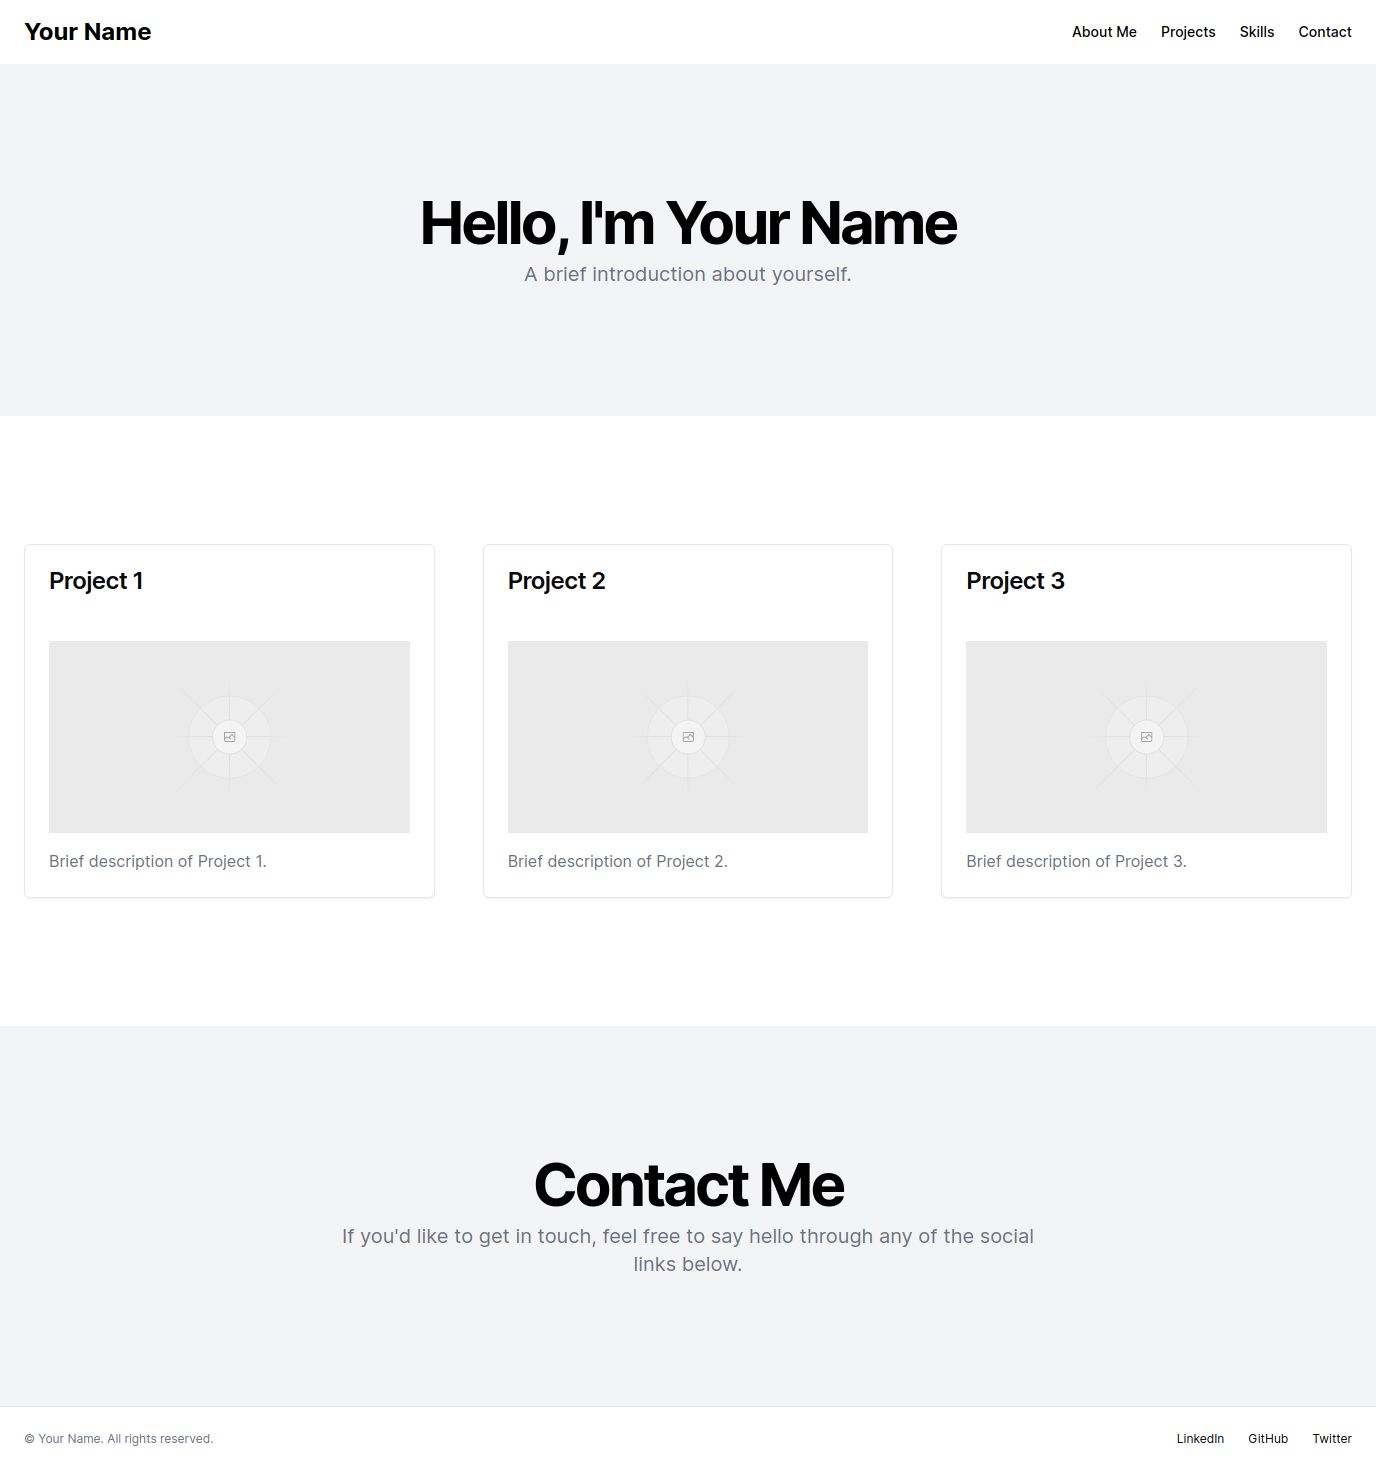 Your Name
About Me Projects Skills Contact
Hello, I'm Your Name
A brief introduction about yourself.
Project 1
Project 2
Project 3
Brief description of Project 1.
Brief description of Project 2.
Brief description of Project 3.
Contact Me
If you'd like to get in touch, feel free to say hello through any of the social
links below.
© Your Name. All rights reserved.
LinkedIn GitHub Twitter